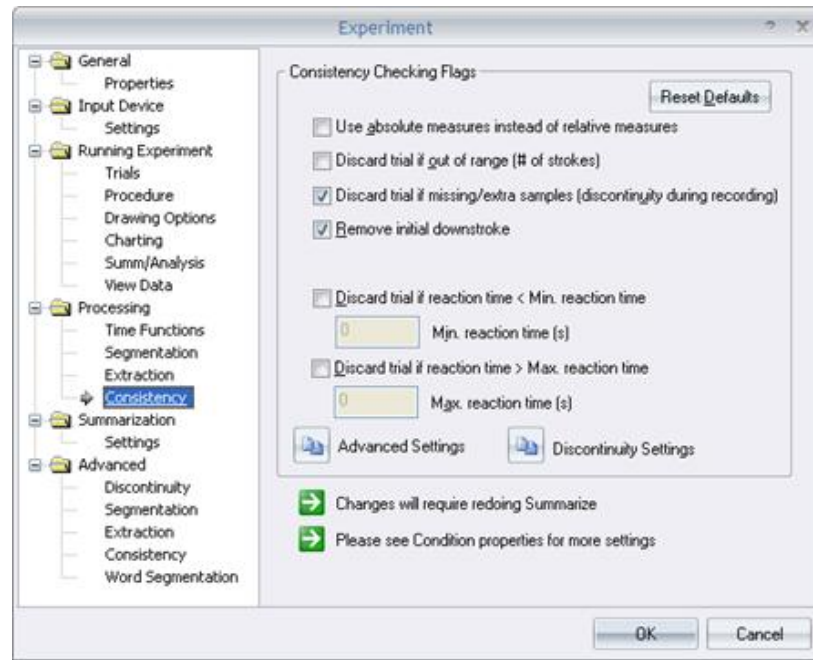 Experiment
General
Properties
Input Device
Settings
Running Experiment
Trials
Procedure
Drawing Options
Charting
Summ/Analysis
View Data
Processing
Time Functions
Segmentation
Extraction
Consistency
Summarization
Settings
Advanced
Discontinuity
Segmentation
Extraction
Consistency
Word Segmentation
Consistency Checking Flags
Reset Defaults
Use absolute measures instead of relative measures
Discard trial if out of range (# of strokes)
Discard trial if missing/extra samples (discontinuity during recording)
Remove initial downstroke
Discard trial if reaction time < Min. reaction time
0 Min. reaction time (s)
Discard trial if reaction time > Max. reaction time
0 Max. reaction time (s)
Advanced Settings Discontinuity Settings
Changes will require redoing Summarize
Please see Condition properties for more settings
OK Cancel